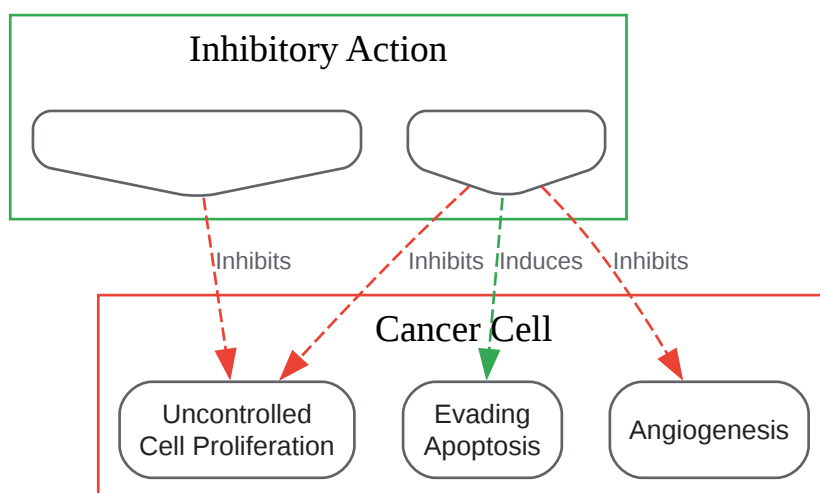 Inhibitory Action
Inhibits
Inhibits
Induces
Inhibits
Cancer Cell
Uncontrolled
Cell Proliferation
Evading
Apoptosis
Angiogenesis